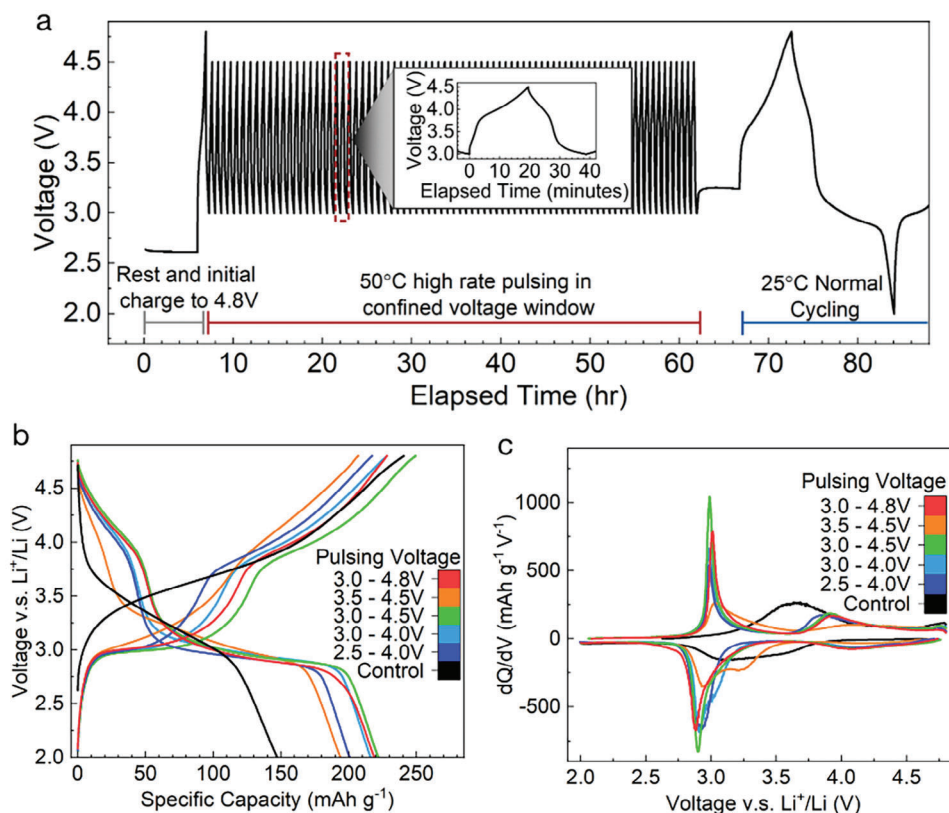 a
Voltage (V)
4.5
4.0
3.5
3.0
2.5
2.0
Voltage (V)
4.5
4.0
3.5
3.0
0 20 40
Elapsed Time (minutes)
Rest and initial
charge to 4.8V
50°C high rate pulsing in
confined voltage window
25°C Normal
Cycling
0 10 20 30 40 50 60 70 80
Elapsed Time (hr)
b
Voltage v.s. Li⁺/Li (V)
4.5
4.0
3.5
3.0
2.5
2.0
Pulsing Voltage
3.0 - 4.8V
3.5 - 4.5V
3.0 - 4.5V
3.0 - 4.0V
2.5 - 4.0V
Control
0 50 100 150 200 250
Specific Capacity (mAh g⁻¹)
c
dQ/dV (mAh g⁻¹ V⁻¹)
1000
500
0
-500
Pulsing Voltage
3.0 - 4.8V
3.5 - 4.5V
3.0 - 4.5V
3.0 - 4.0V
2.5 - 4.0V
Control
2.0 2.5 3.0 3.5 4.0 4.5
Voltage v.s. Li⁺/Li (V)